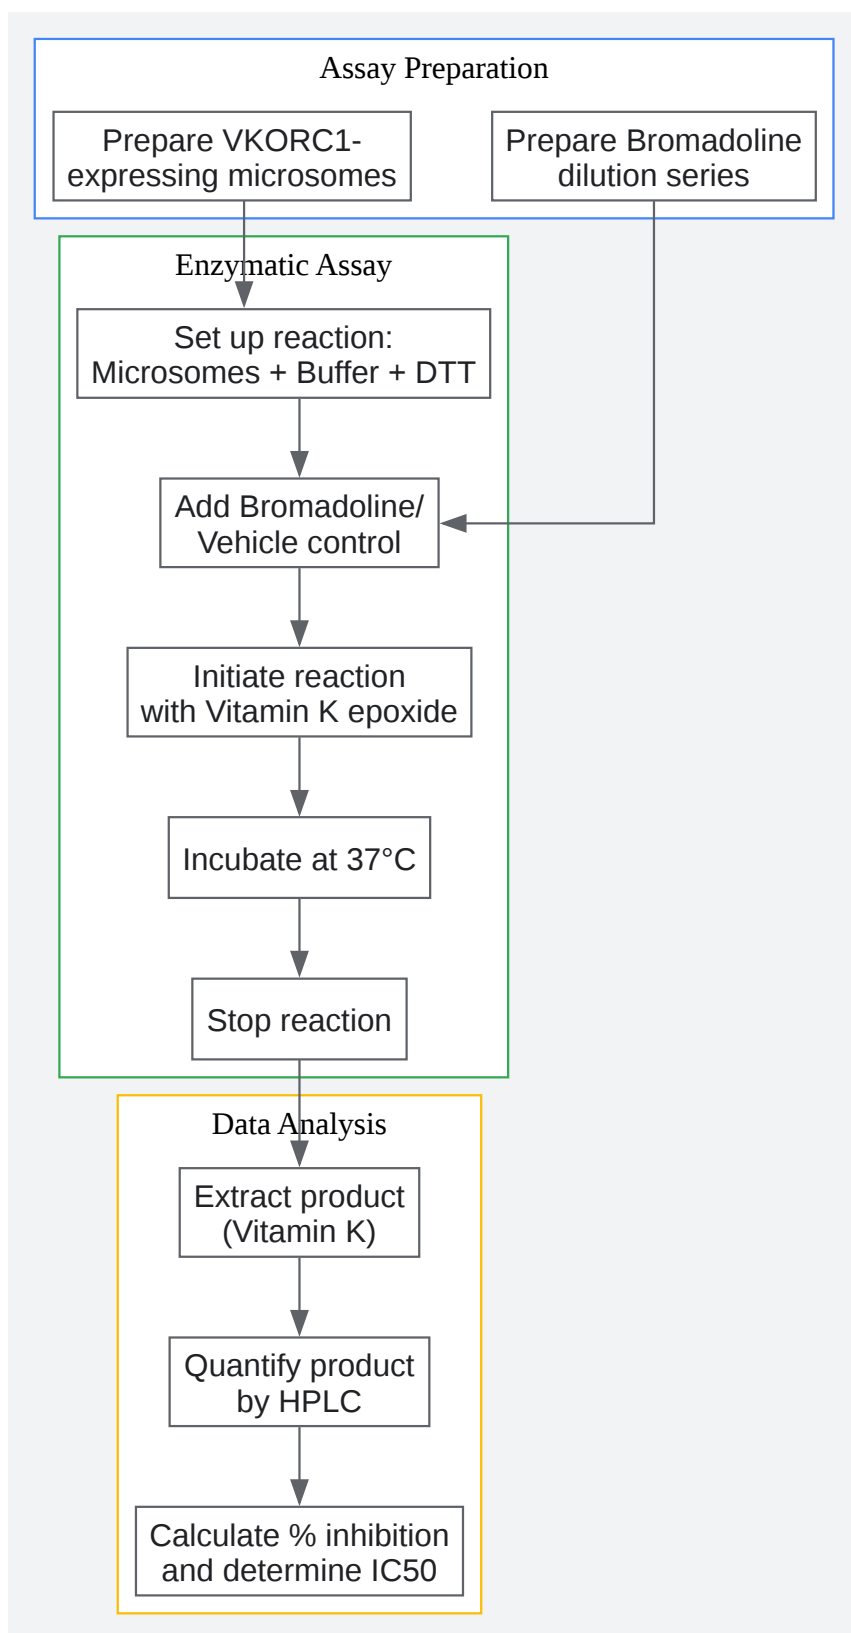 Assay Preparation
Prepare VKORC1-
expressing microsomes
Prepare Bromadoline
dilution series
Enzymatic Assay
Set up reaction:
Microsomes + Buffer + DTT
Add Bromadoline/
Vehicle control
Initiate reaction
with Vitamin K epoxide
Incubate at 37°C
Stop reaction
Data Analysis
Extract product
(Vitamin K)
Quantify product
by HPLC
Calculate % inhibition
and determine IC50